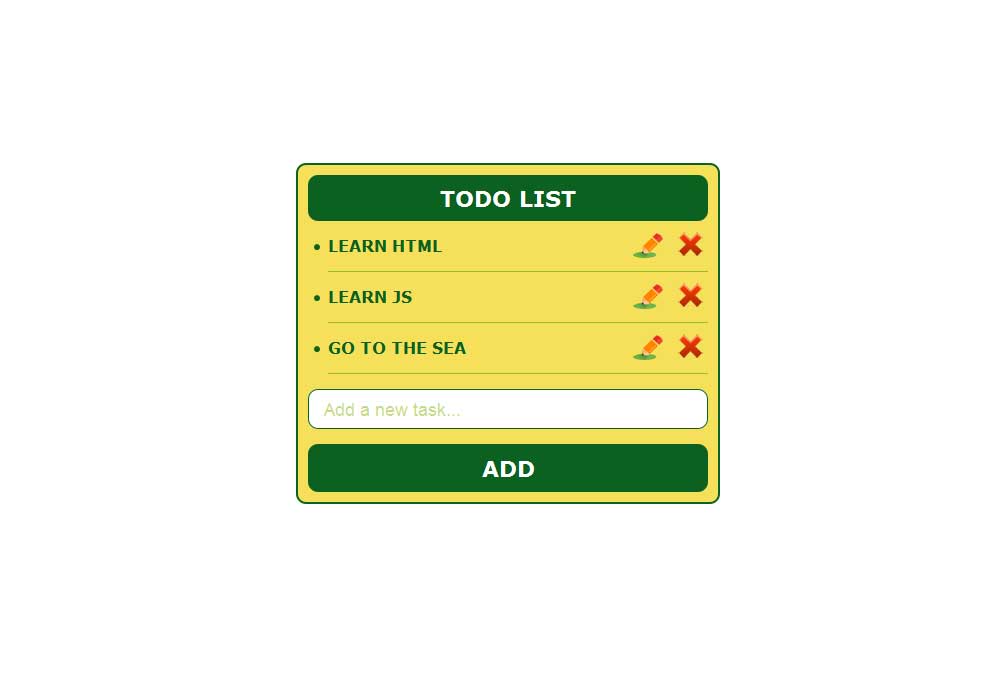 TODO LIST
LEARN HTML
LEARN JS
GO TO THE SEA
Add a new task...
ADD